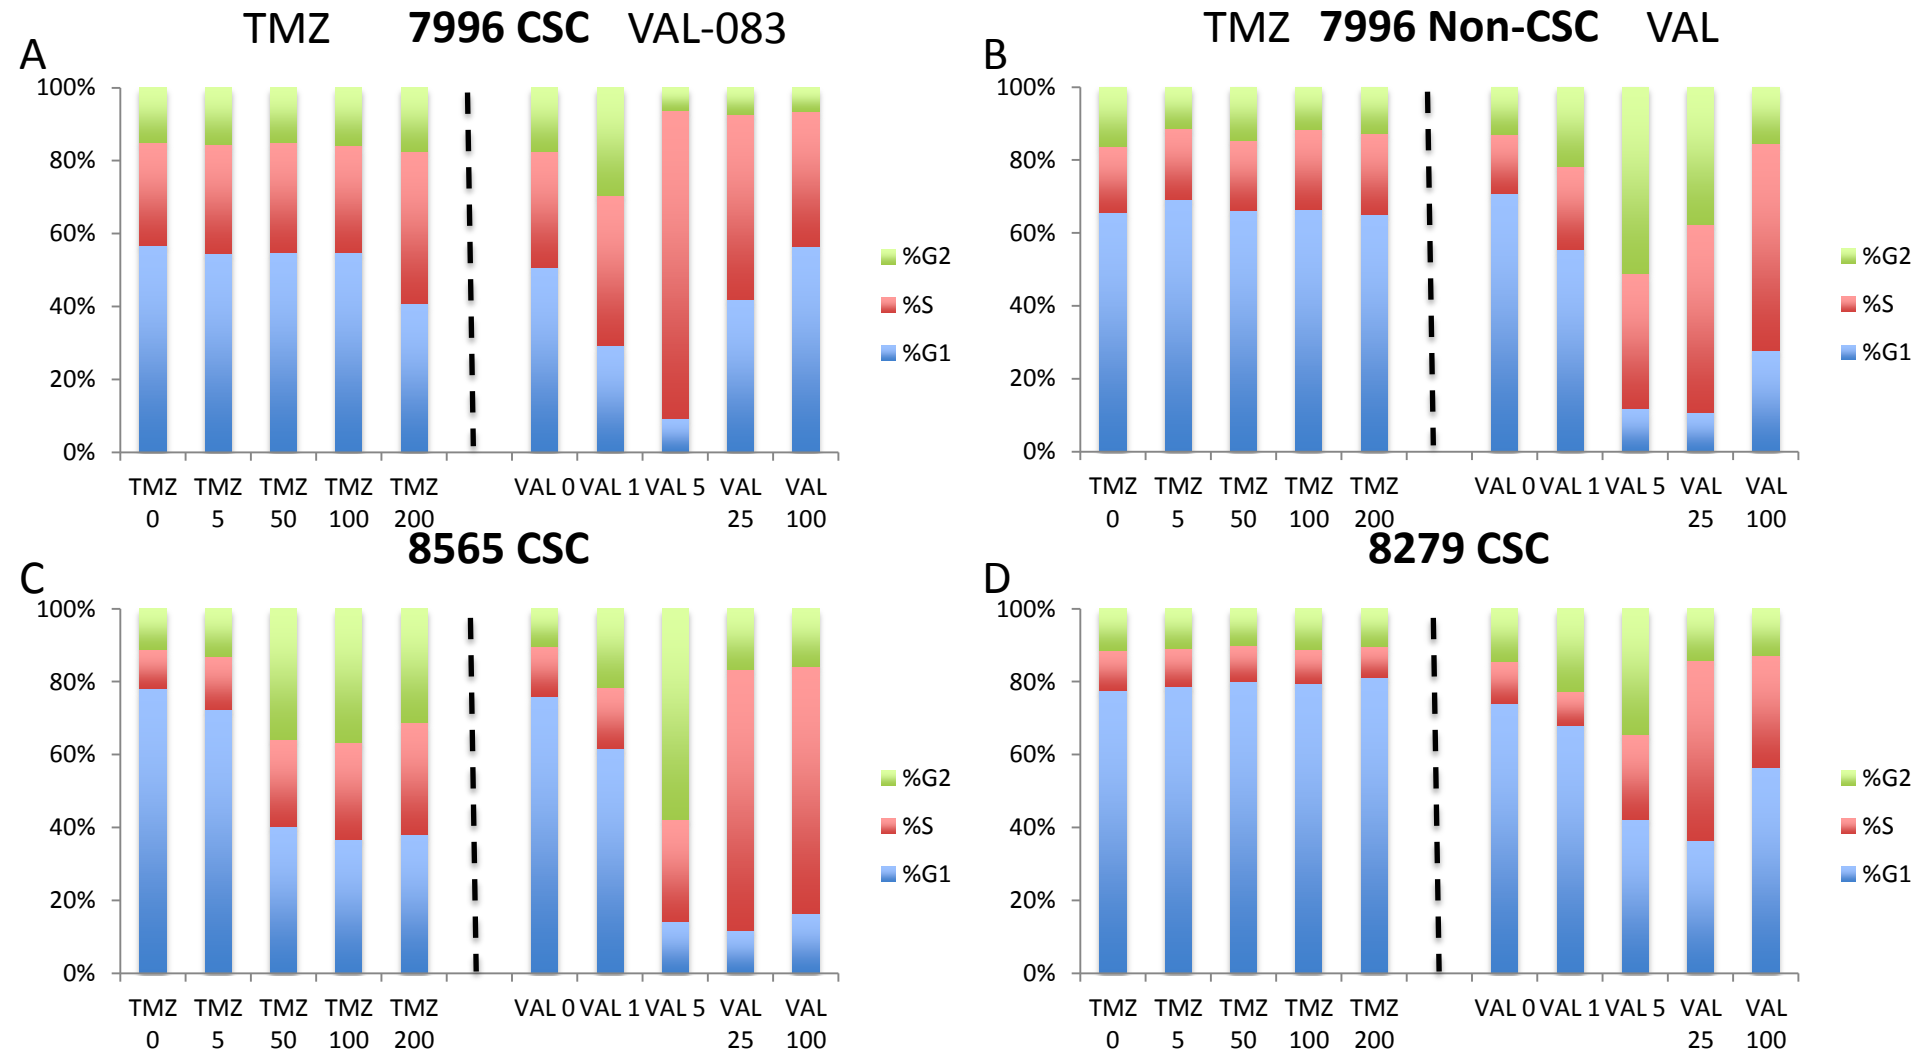 TMZ 7996 CSC VAL-083
A
100%
80%
60%
40%
20%
0%
TMZ TMZ TMZ TMZ TMZ VAL 0 VAL 1 VAL 5 VAL VAL
0 5 50 100 200 25 100
%G2
%S
%G1
TMZ 7996 Non-CSC VAL
B
100%
80%
60%
40%
20%
0%
TMZ TMZ TMZ TMZ TMZ VAL 0 VAL 1 VAL 5 VAL VAL
0 5 50 100 200 25 100
%G2
%S
%G1
8565 CSC
C
100%
80%
60%
40%
20%
0%
TMZ TMZ TMZ TMZ TMZ VAL 0 VAL 1 VAL 5 VAL VAL
0 5 50 100 200 25 100
%G2
%S
%G1
8279 CSC
D
100%
80%
60%
40%
20%
0%
TMZ TMZ TMZ TMZ TMZ VAL 0 VAL 1 VAL 5 VAL VAL
0 5 50 100 200 25 100
%G2
%S
%G1